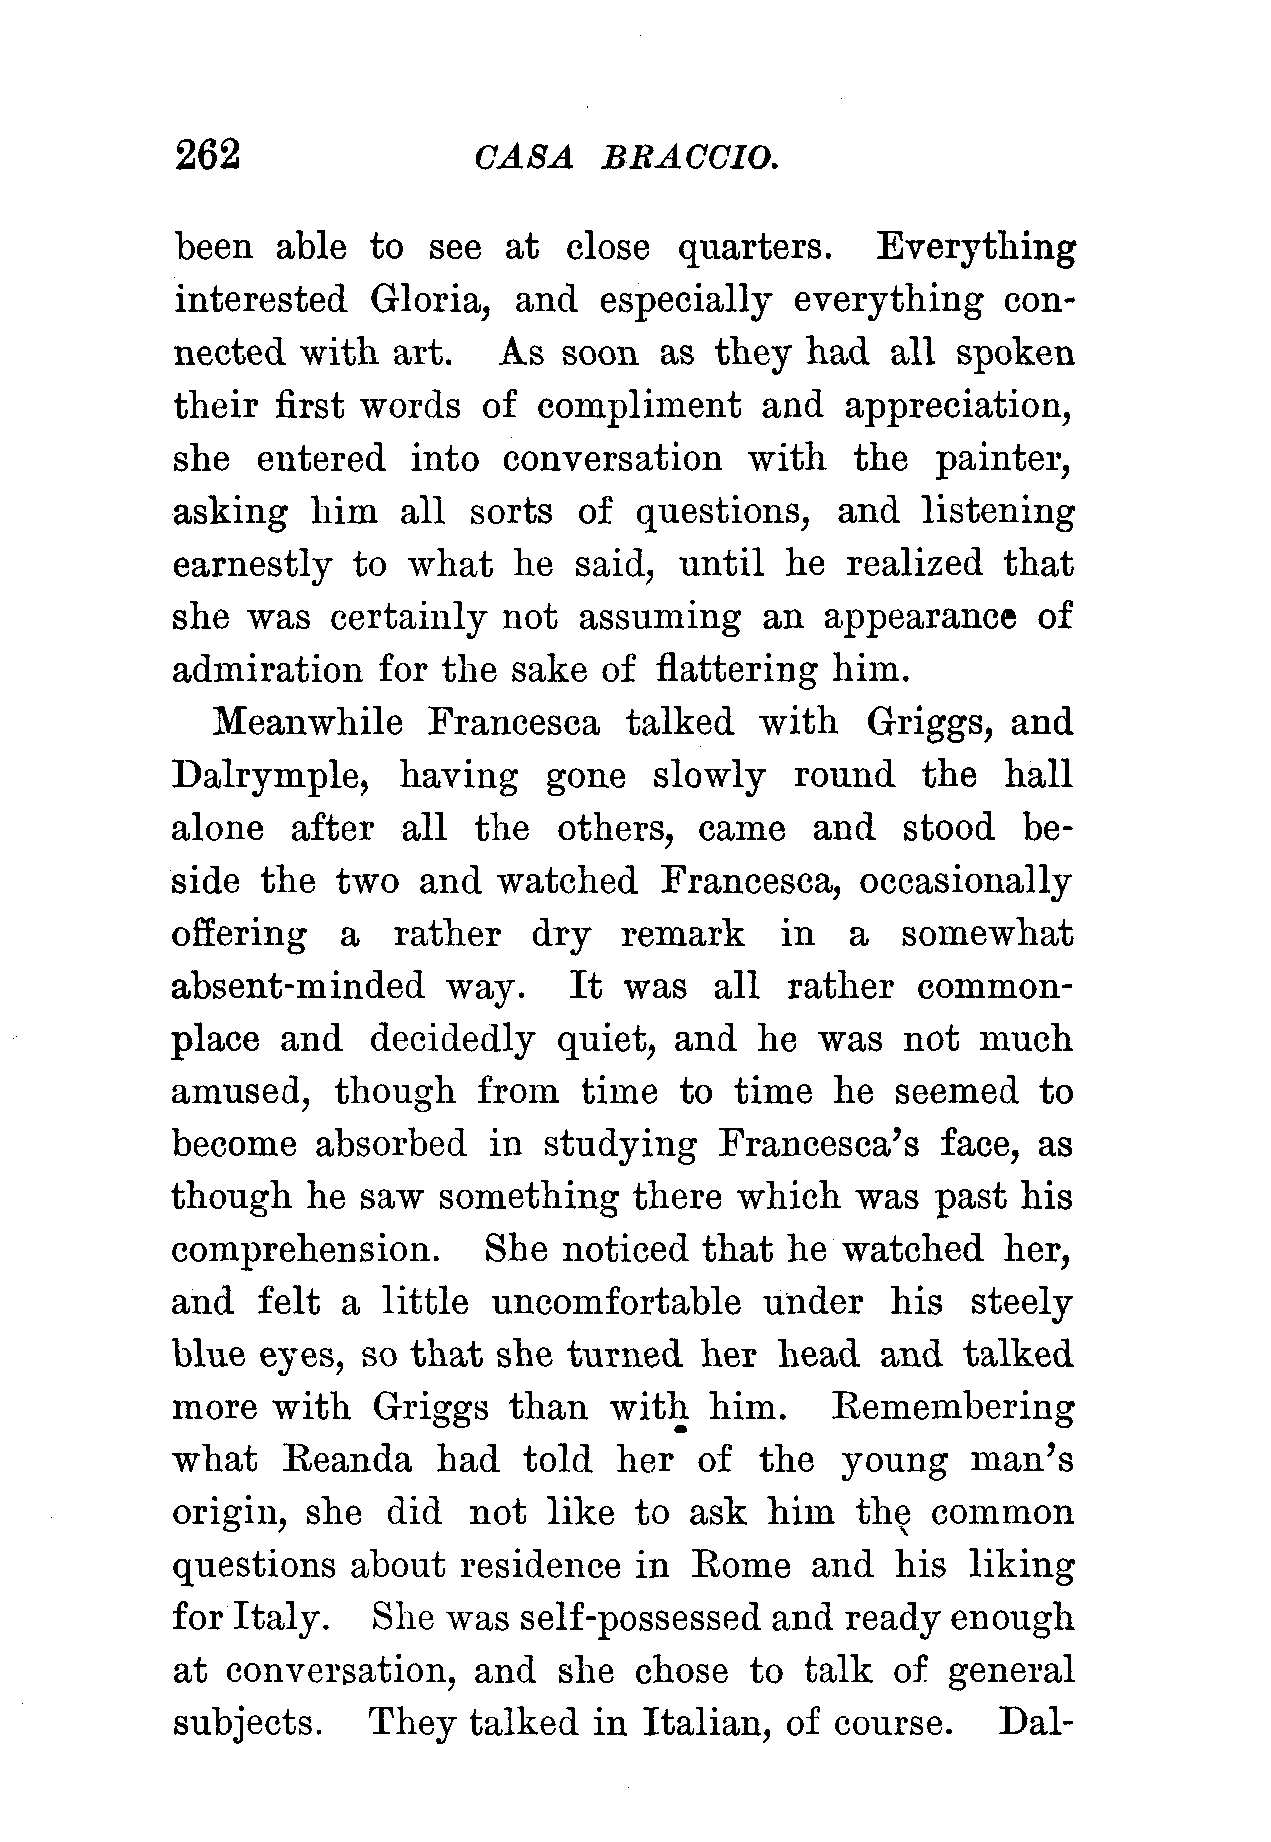 262 CASA BRACCIO.
been able to see at close quarters. Everything
interested Gloria, and especially everything con-
nected with art. As soon as they had all spoken
their first words of compliment and appreciation,
she entered into conversation with the painter,
asking him all sorts of questions, and listening
earnestly to what he said, until he realized that
she was certainly not assuming an appearance of
admiration for the sake of flattering him.
Meanwhile Francesca talked with Griggs, and
Dalrymple, having gone slowly round the hall
alone after all the others, came and stood be-
side the two and watched Francesca, occasionally
offering a rather dry remark in a somewhat
absent-minded way. It was all rather common-
place and decidedly quiet, and he was not much
amused, though from time to time he seemed to
become absorbed in studying Francesca's face, as
though he saw something there which was past his
comprehension. She noticed that he watched her,
and felt a little uncomfortable under his steely
blue eyes, so that she turned her head and talked
more with Griggs than with him. Remembering
what Reanda had told her of the young man's
origin, she did not like to ask him the common
questions about residence in Rome and his liking
for Italy. She was self-possessed and ready enough
at conversation, and she chose to talk of general
subjects. They talked in Italian, of course. Dal-